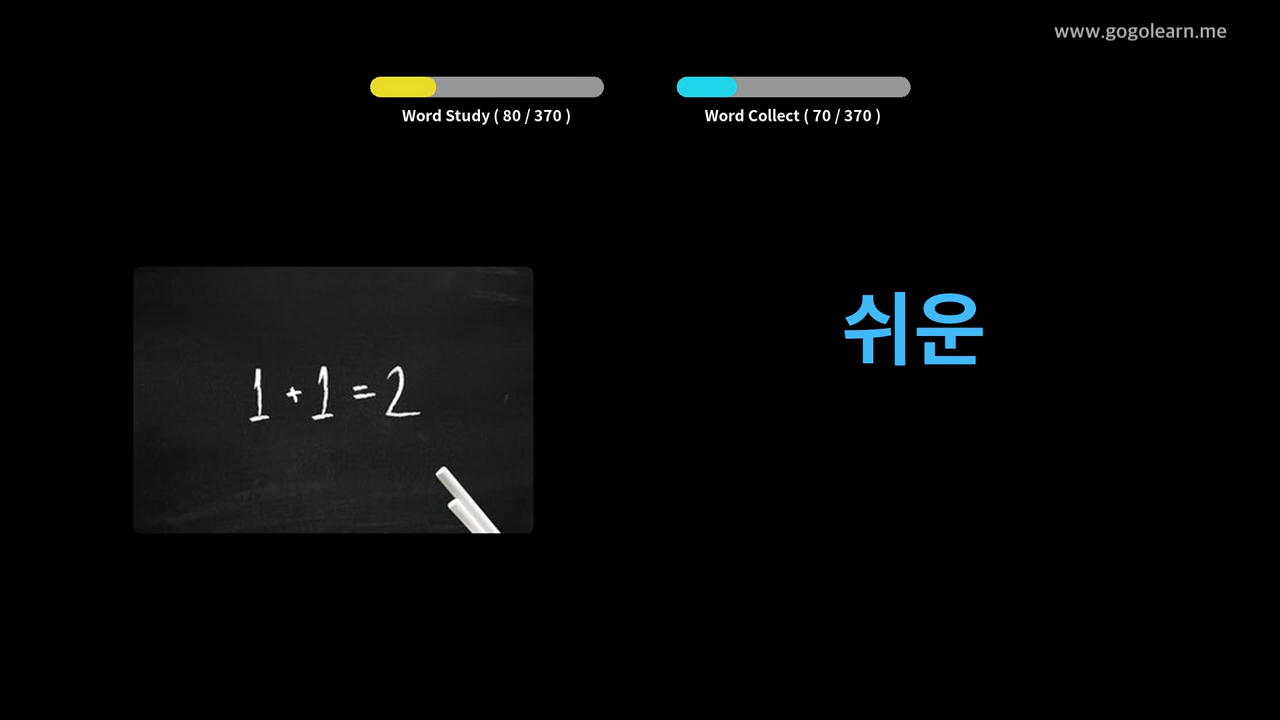 www.gogolearn.me
Word Study ( 80 / 370 )
Word Collect ( 70 / 370 )
1 + 1 = 2
쉬운